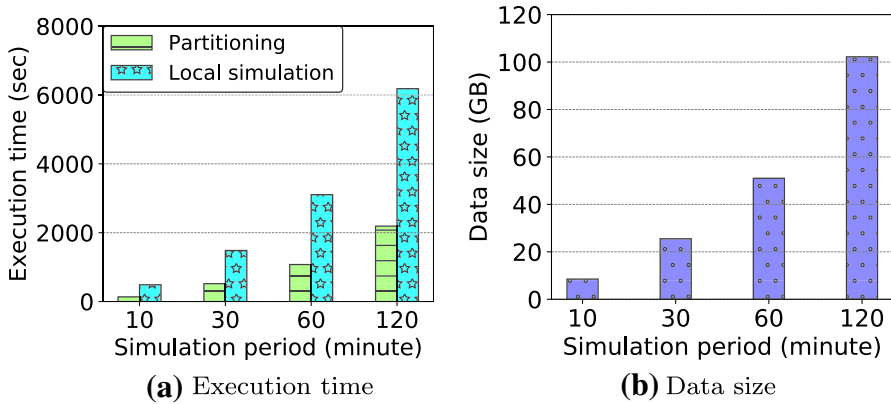 Execution time (sec)
8000
6000
4000
2000
0
Partitioning
Local simulation
10 30 60 120
Simulation period (minute)
(a) Execution time
Data size (GB)
120
100
80
60
40
20
0
10 30 60 120
Simulation period (minute)
(b) Data size